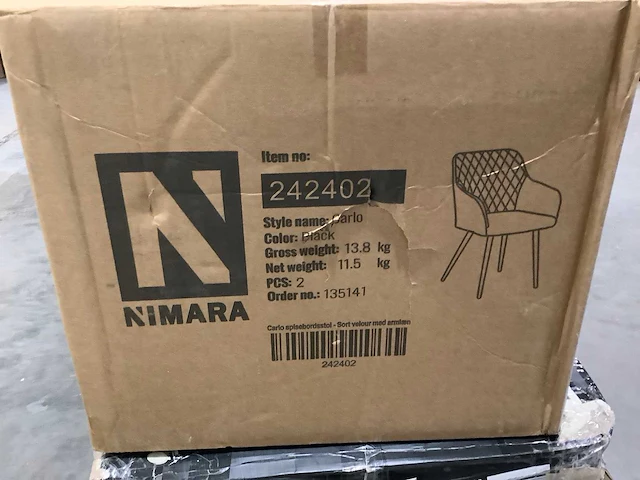 NIMARA
Item no:
242402
Style name: Carlo
Color: Black
Gross weight: 13.8 kg
Net weight: 11.5 kg
PCS: 2
Order no.: 135141
Carlo spisebordsstol - Sort velour med armlæn
242402